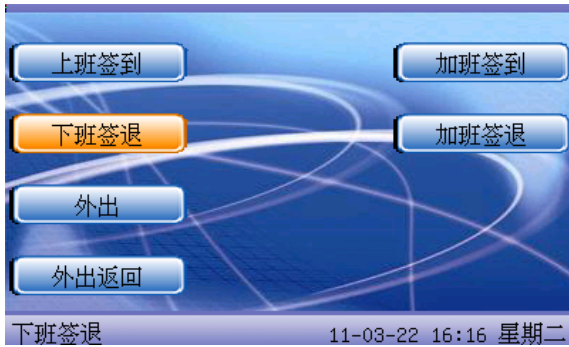 上班签到
加班签到
下班签退
加班签退
外出
外出返回
下班签退 11-03-22 16:16 星期二